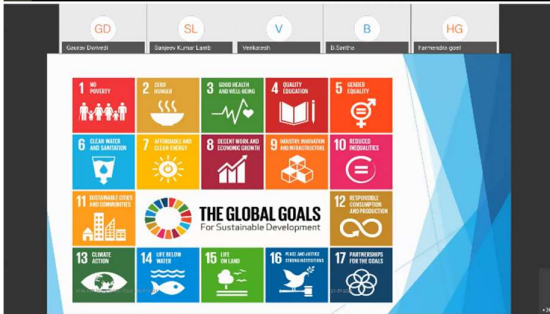 GD
SL
V
B
HG
Gaurav Dwivedi
Sanjeev Kumar Lamb
Venkatesh
B.Santha
Harmendra goel
1 NO
POVERTY
2 ZERO
HUNGER
3 GOOD HEALTH
AND WELL-BEING
4 QUALITY
EDUCATION
5 GENDER
EQUALITY
6 CLEAN WATER
AND SANITATION
7 AFFORDABLE AND
CLEAN ENERGY
8 DECENT WORK AND
ECONOMIC GROWTH
9 INDUSTRY, INNOVATION
AND INFRASTRUCTURE
10 REDUCED
INEQUALITIES
11 SUSTAINABLE CITIES
AND COMMUNITIES
THE GLOBAL GOALS
For Sustainable Development
12 RESPONSIBLE
CONSUMPTION
AND PRODUCTION
13 CLIMATE
ACTION
14 LIFE BELOW
WATER
15 LIFE
ON LAND
16 PEACE AND JUSTICE
STRONG INSTITUTIONS
17 PARTNERSHIPS
FOR THE GOALS